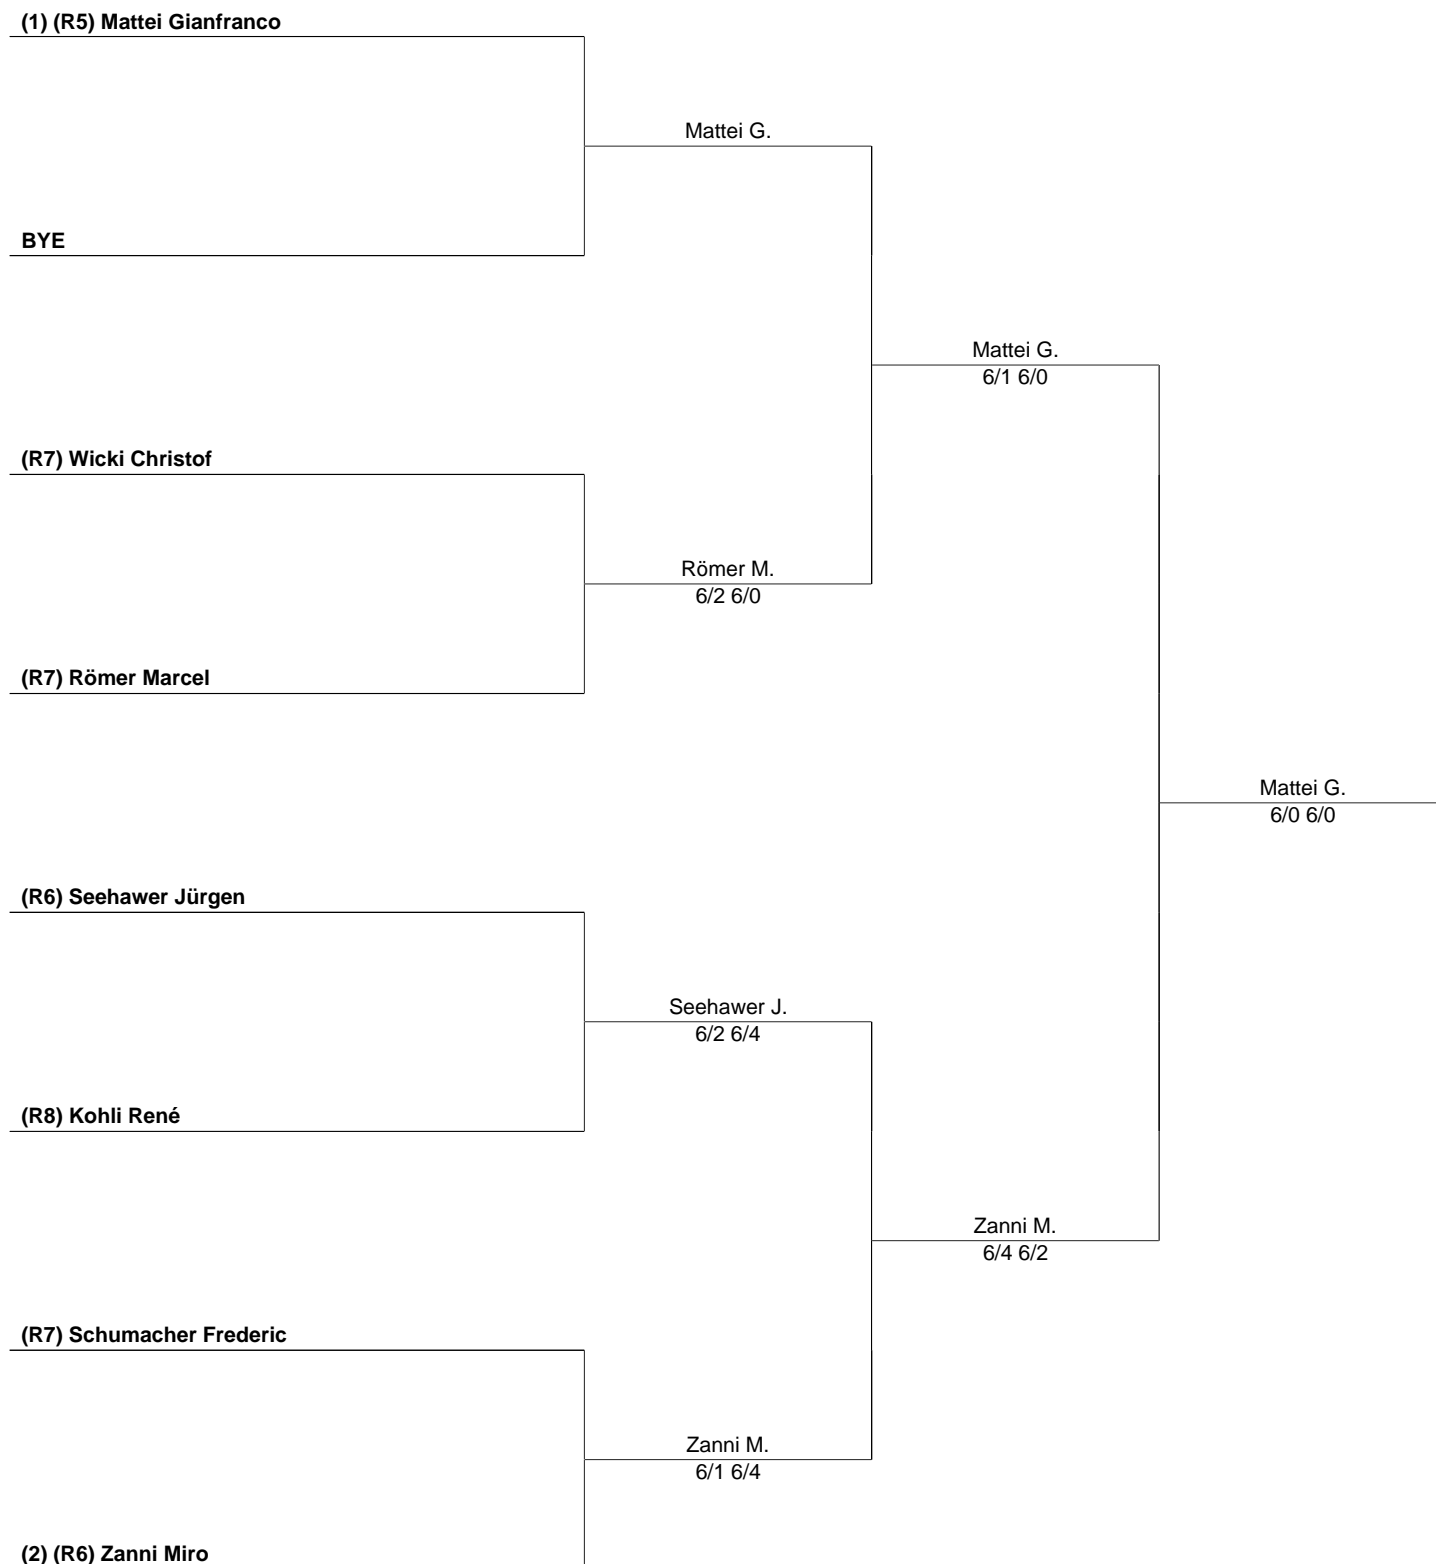 (1) (R5) Mattei Gianfranco
Mattei G.
BYE
Mattei G.
6/1 6/0
(R7) Wicki Christof
Römer M.
6/2 6/0
(R7) Römer Marcel
Mattei G.
6/0 6/0
(R6) Seehawer Jürgen
Seehawer J.
6/2 6/4
(R8) Kohli René
Zanni M.
6/4 6/2
(R7) Schumacher Frederic
Zanni M.
6/1 6/4
(2) (R6) Zanni Miro